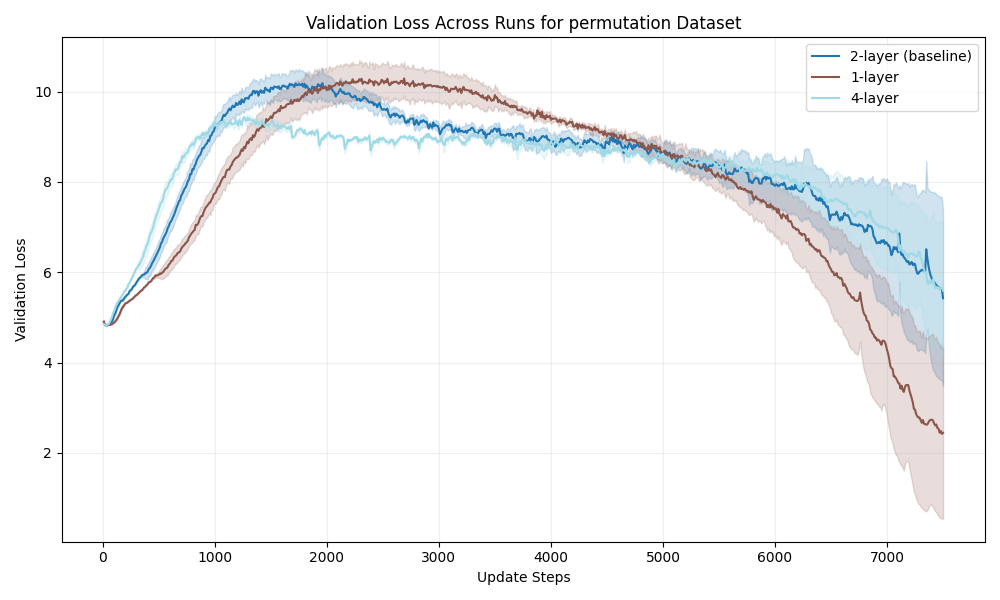 Validation Loss Across Runs for permutation Dataset
2-layer (baseline)
1-layer
4-layer
Validation Loss
10
8
6
4
2
0 1000 2000 3000 4000 5000 6000 7000
Update Steps